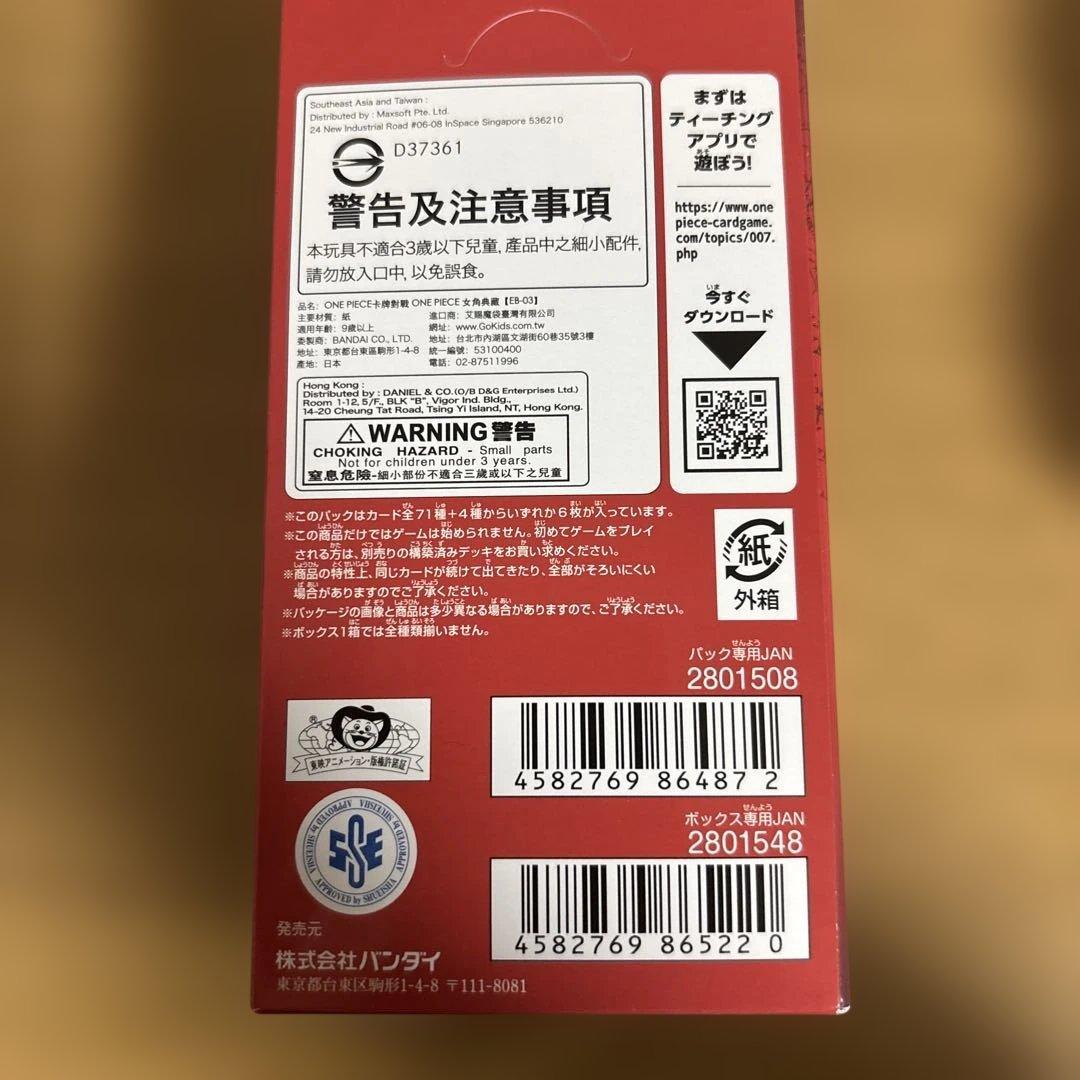 Southeast Asia and Taiwan :
Distributed by : Maxsoft Pte. Ltd.
24 New Industrial Road #06-08 InSpace Singapore 536210
D37361
警告及注意事項
本玩具不適合3歲以下兒童, 產品中之細小配件,
請勿放入口中, 以免誤食。
品名: ONE PIECE卡牌對戰 ONE PIECE 女角典藏【EB-03】
主要材質: 紙 進口商: 艾賜魔袋臺灣有限公司
適用年齡: 9歲以上 網址: www.GoKids.com.tw
委製商: BANDAI CO., LTD. 地址: 台北市內湖區文湖街60巷35號3樓
地址: 東京都台東區駒形1-4-8 統一編號: 53100400
產地: 日本 電話: 02-87511996
Hong Kong :
Distributed by : DANIEL & CO.(O/B D&G Enterprises Ltd.)
Room 1-12, 5/F., BLK "B", Vigor Ind. Bldg.,
14-20 Cheung Tat Road, Tsing Yi Island, NT, Hong Kong.
⚠ WARNING 警告
CHOKING HAZARD - Small parts
Not for children under 3 years.
窒息危險-細小部份不適合三歲或以下之兒童
まずは
ティーチング
アプリで
遊ぼう!
https://www.one
piece-cardgame.
com/topics/007.
php
今すぐ
ダウンロード
※このパックはカード全71種+4種からいずれか6枚が入っています。
※この商品だけではゲームは始められません。初めてゲームをプレイ
される方は、別売りの構築済みデッキをお買い求めください。
※商品の特性上、同じカードが続けて出てきたり、全部がそろいにくい
場合がありますのでご了承ください。
※パッケージの画像と商品は多少異なる場合がありますので、ご了承ください。
※ボックス1箱では全種類揃いません。
紙
外箱
パック専用JAN
2801508
4582769 86487 2
ボックス専用JAN
2801548
4582769 86522 0
®
東映アニメーション・版権許諾証
APPROVED by SHUEISHA
APPROVED by SHUEISHA
APPROVED by SHUEISHA
SSE
発売元
株式会社バンダイ
東京都台東区駒形1-4-8 〒111-8081